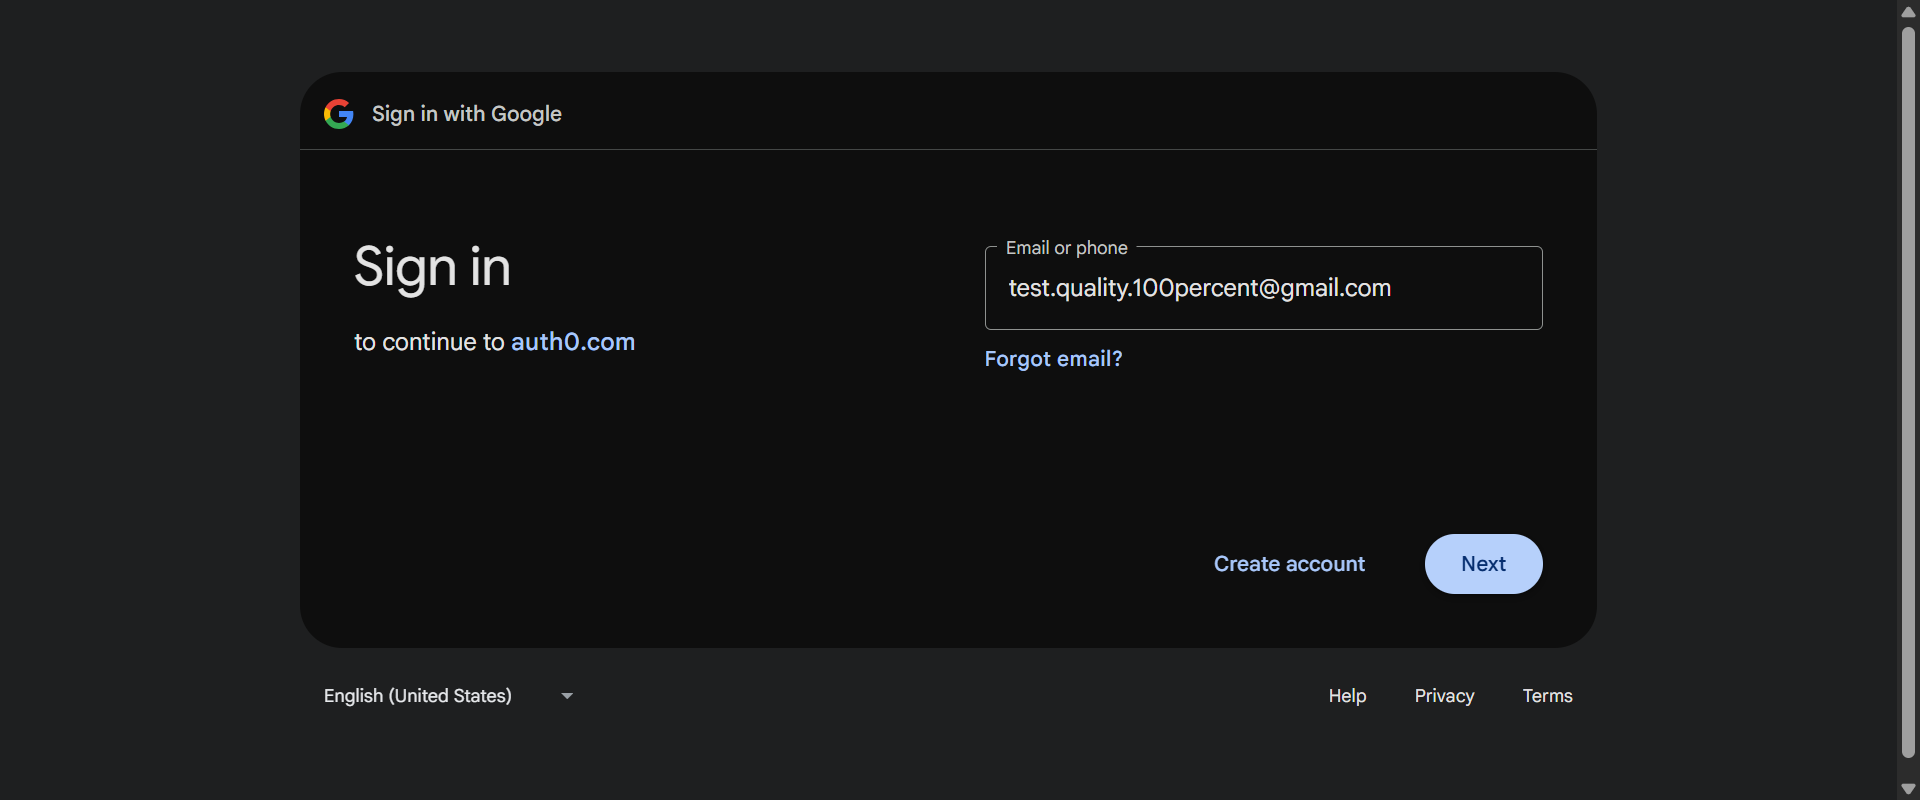 Sign in with Google
Sign in
to continue to auth0.com
Email or phone
test.quality.100percent@gmail.com
Forgot email?
Create account
Next
English (United States)
Help
Privacy
Terms